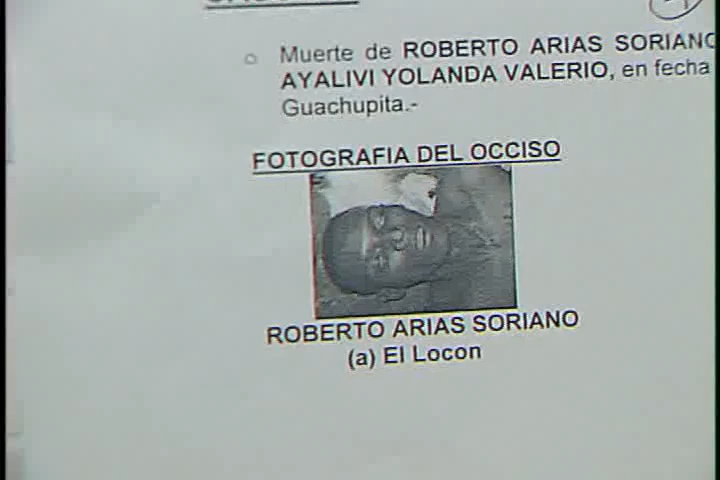 Muerte de ROBERTO ARIAS SORIANO
AYALIVI YOLANDA VALERIO, en fecha
Guachupita.-
FOTOGRAFIA DEL OCCISO
ROBERTO ARIAS SORIANO
(a) El Locon